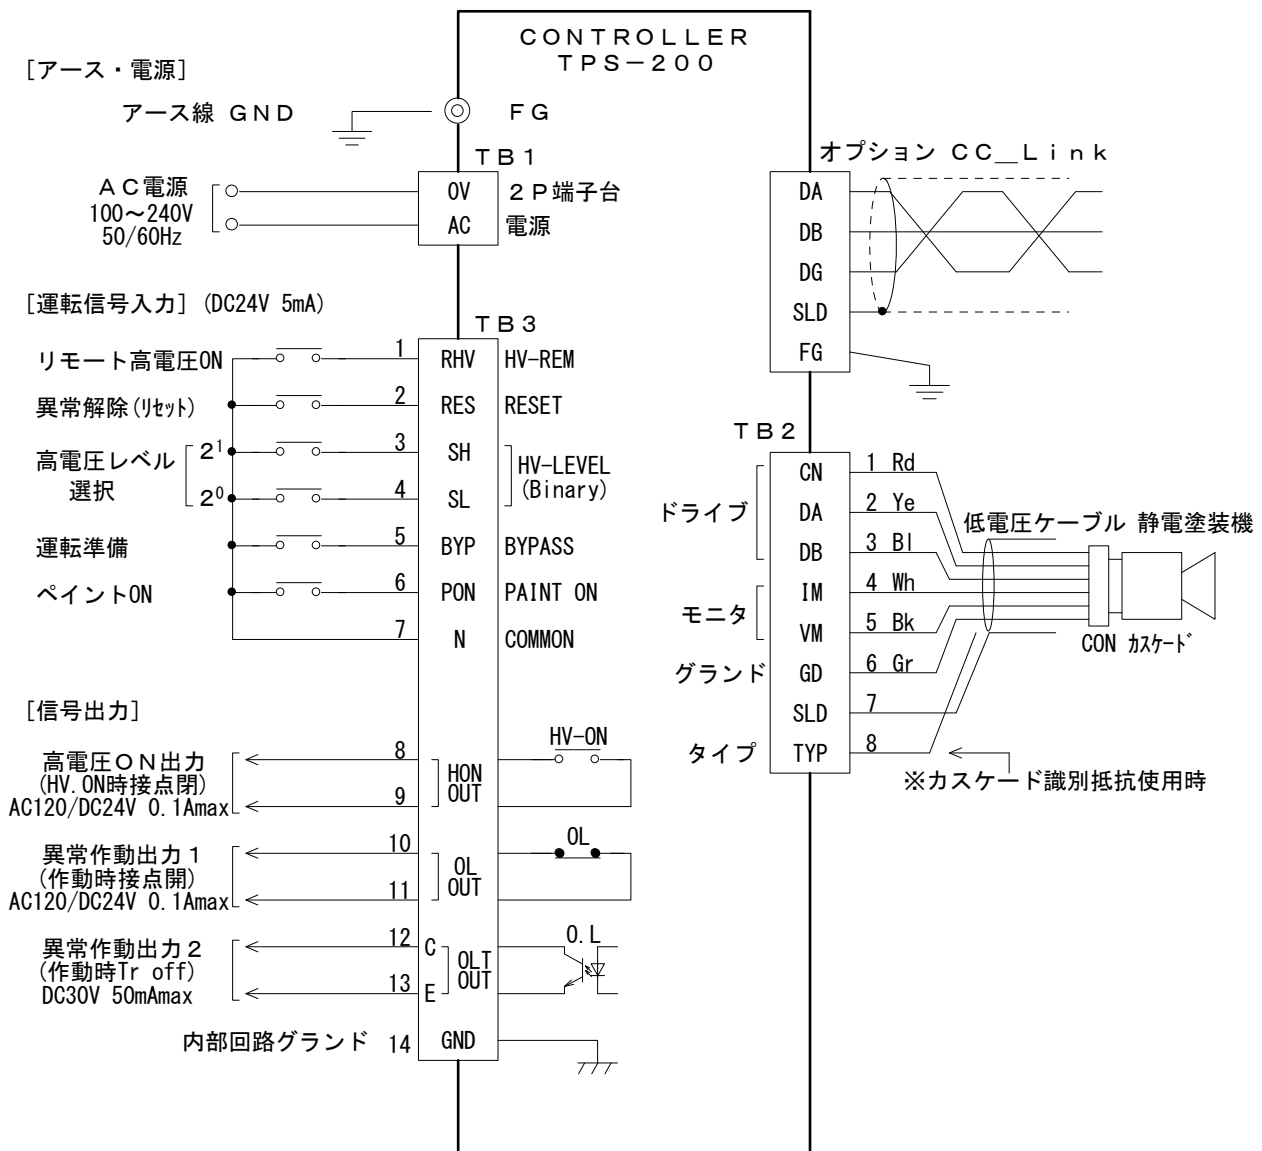 CONTROLLER
TPS-200
[アース・電源]
アース線 GND
FG
TB1
AC電源
100～240V
50/60Hz
0V
AC
2P端子台
電源
[運転信号入力] (DC24V 5mA)
TB3
リモート高電圧ON
1
RHV
HV-REM
異常解除(ﾘｾｯﾄ)
2
RES
RESET
高電圧レベル
選択
2¹
3
SH
2⁰
4
SL
HV-LEVEL
(Binary)
運転準備
5
BYP
BYPASS
ペイントON
6
PON
PAINT ON
7
N
COMMON
[信号出力]
高電圧ON出力
(HV.ON時接点閉)
AC120/DC24V 0.1Amax
8
9
HON
OUT
HV-ON
異常作動出力1
(作動時接点開)
AC120/DC24V 0.1Amax
10
11
OL
OUT
OL
異常作動出力2
(作動時Tr off)
DC30V 50mAmax
12
13
C
E
OLT
OUT
O.L
内部回路グランド
14
GND
オプション CC_Link
DA
DB
DG
SLD
FG
TB2
ドライブ
CN
1 Rd
DA
2 Ye
DB
3 Bl
モニタ
IM
4 Wh
VM
5 Bk
グランド
GD
6 Gr
SLD
7
タイプ
TYP
8
低電圧ケーブル 静電塗装機
CON ｶｽｹｰﾄﾞ
※カスケード識別抵抗使用時